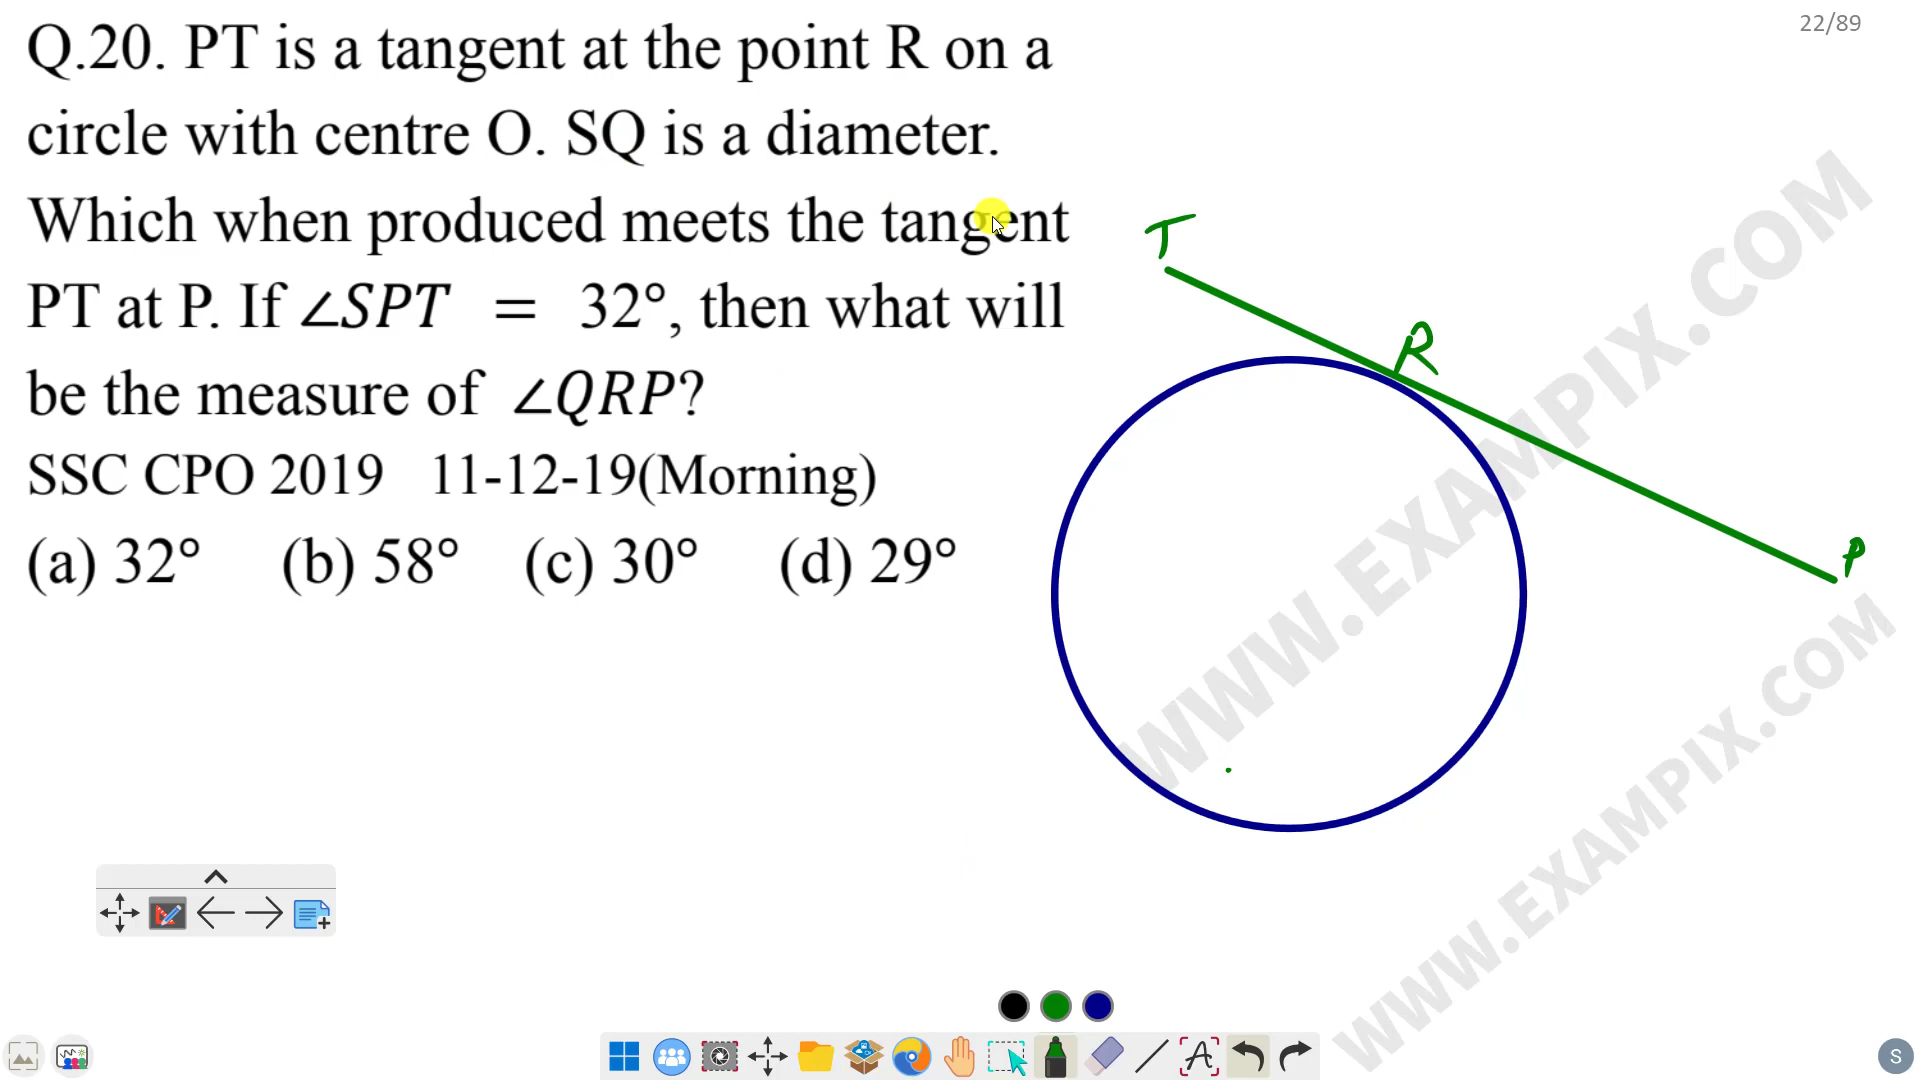 22/89
Q.20. PT is a tangent at the point R on a
circle with centre O. SQ is a diameter.
Which when produced meets the tangent
PT at P. If ∠SPT = 32°, then what will
be the measure of ∠QRP?
SSC CPO 2019 11-12-19(Morning)
(a) 32° (b) 58° (c) 30° (d) 29°
T
R
P
WWW.EXAMPIX.COM
WWW.EXAMPIX.COM
S